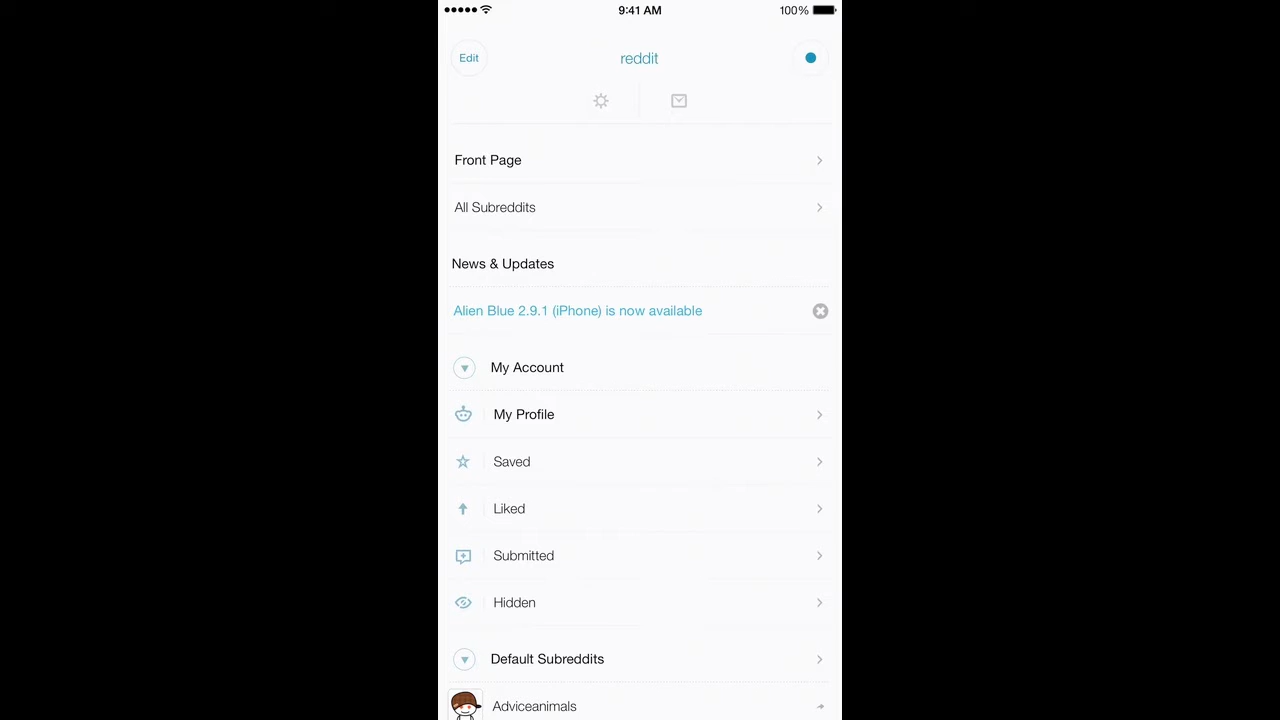 9:41 AM
100%
Edit
reddit
Front Page
All Subreddits
News & Updates
Alien Blue 2.9.1 (iPhone) is now available
My Account
My Profile
Saved
Liked
Submitted
Hidden
Default Subreddits
Adviceanimals